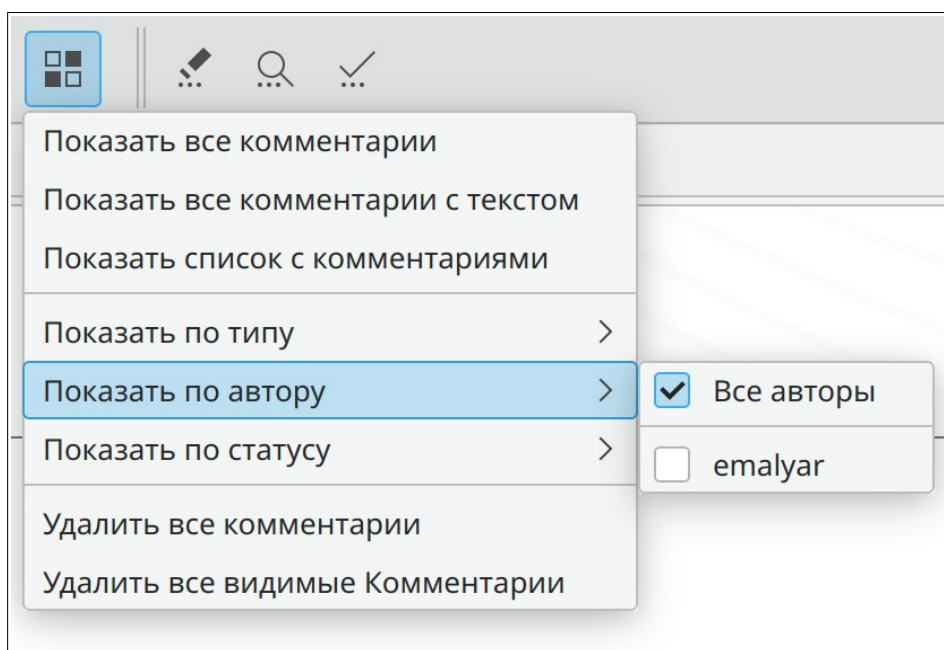 Показать все комментарии
Показать все комментарии с текстом
Показать список с комментариями
Показать по типу
Показать по автору
Все авторы
Показать по статусу
emalyar
Удалить все комментарии
Удалить все видимые Комментарии